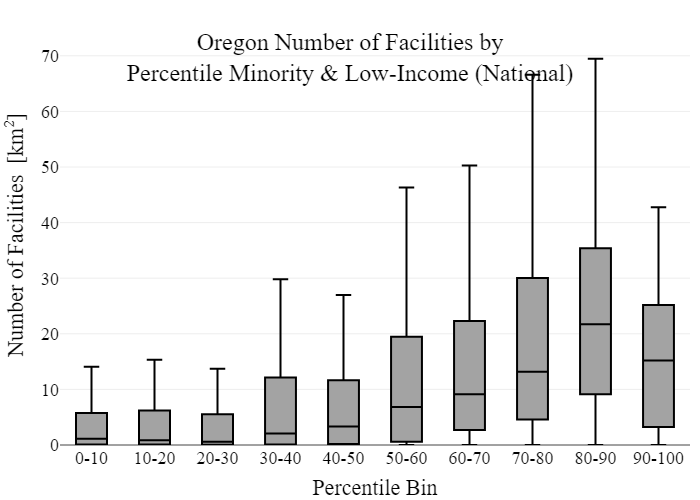 Oregon Number of Facilities by
Percentile Minority & Low-Income (National)
Number of Facilities [km²]
70
60
50
40
30
20
10
0
0-10 10-20 20-30 30-40 40-50 50-60 60-70 70-80 80-90 90-100
Percentile Bin